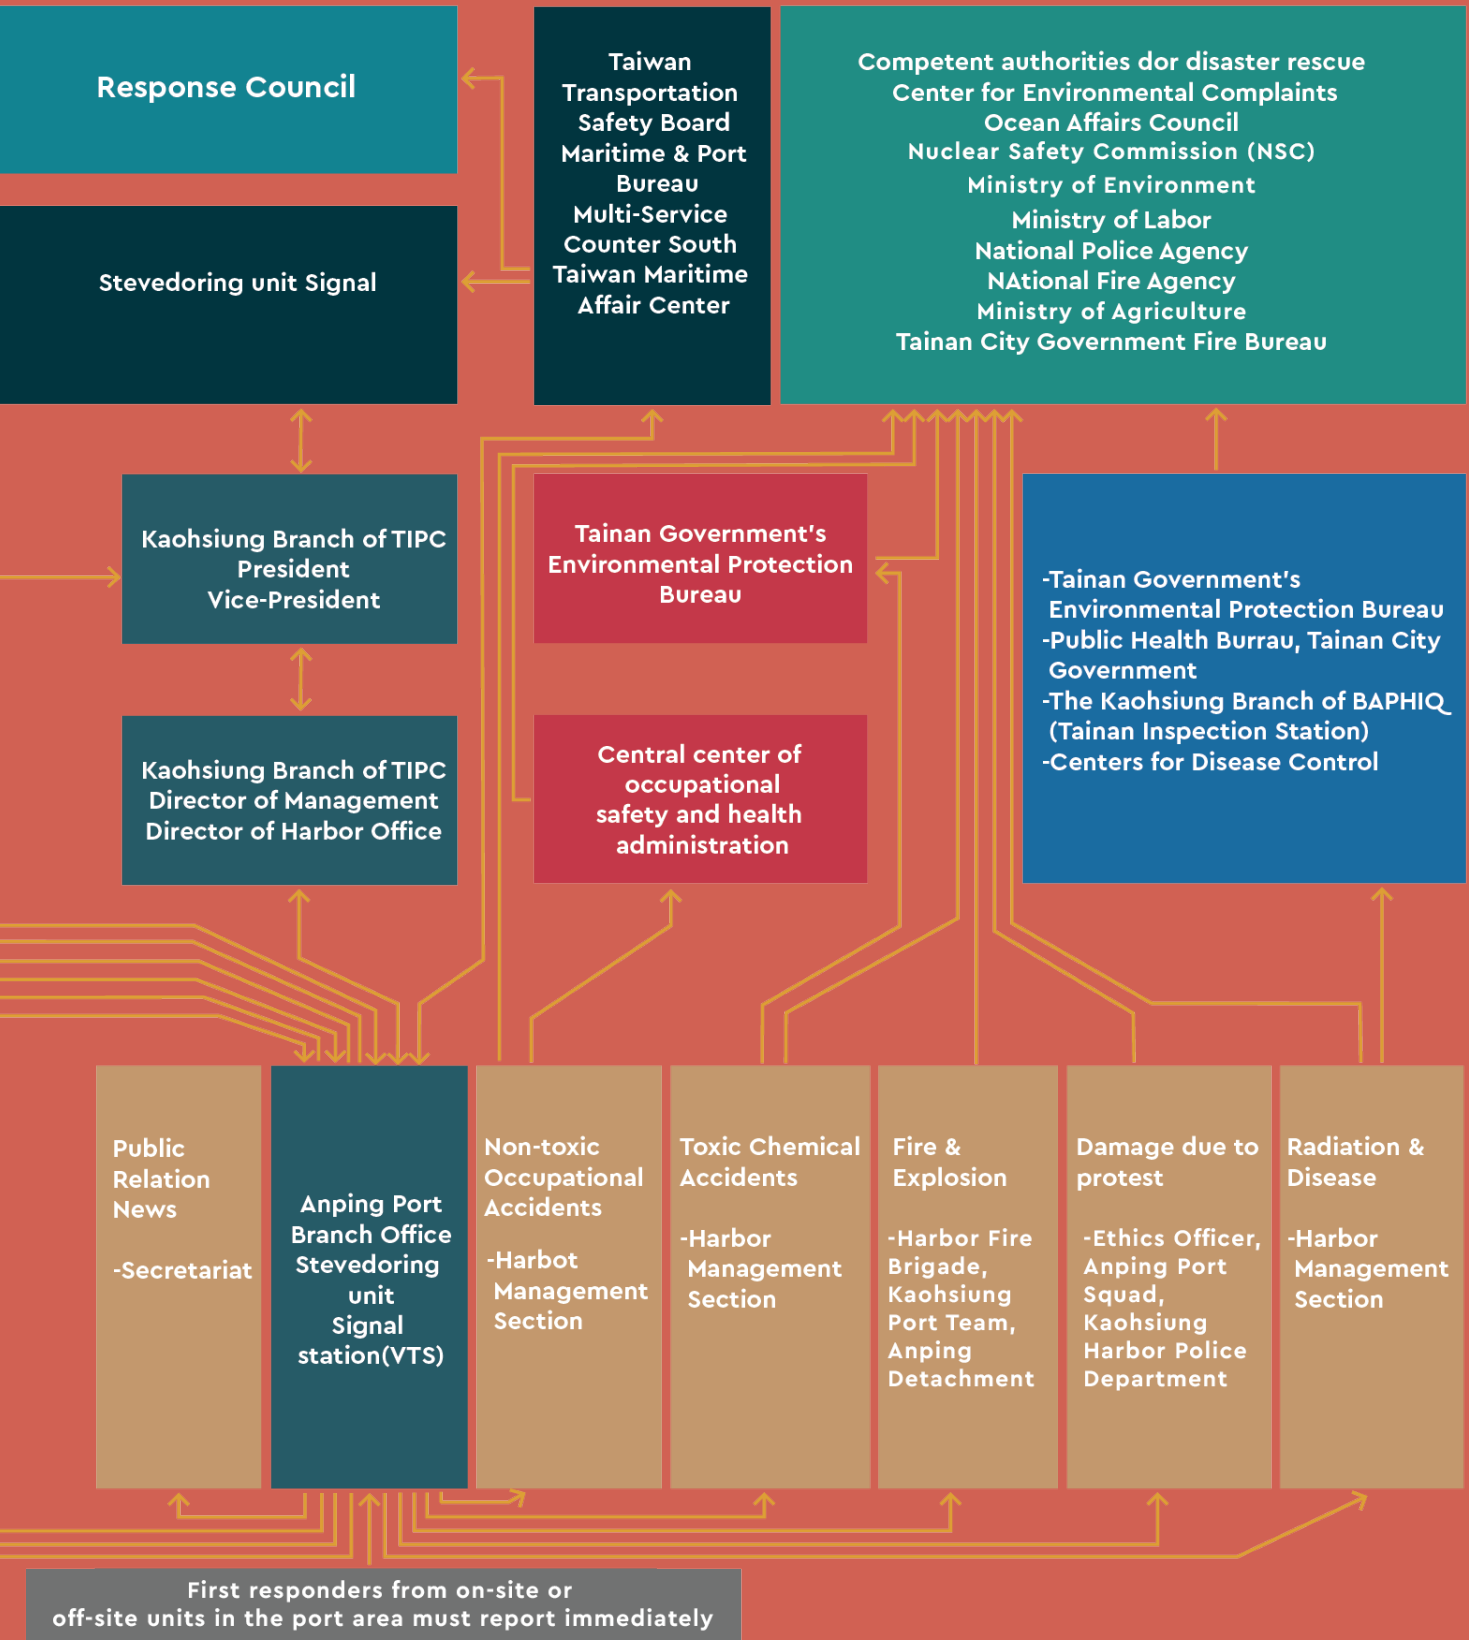 Response Council
Stevedoring unit Signal
Taiwan
Transportation
Safety Board
Maritime & Port
Bureau
Multi-Service
Counter South
Taiwan Maritime
Affair Center
Competent authorities dor disaster rescue
Center for Environmental Complaints
Ocean Affairs Council
Nuclear Safety Commission (NSC)
Ministry of Environment
Ministry of Labor
National Police Agency
NAtional Fire Agency
Ministry of Agriculture
Tainan City Government Fire Bureau
Kaohsiung Branch of TIPC
President
Vice-President
Tainan Government's
Environmental Protection
Bureau
-Tainan Government's
Environmental Protection Bureau
-Public Health Burrau, Tainan City
Government
-The Kaohsiung Branch of BAPHIQ
(Tainan Inspection Station)
-Centers for Disease Control
Kaohsiung Branch of TIPC
Director of Management
Director of Harbor Office
Central center of
occupational
safety and health
administration
Public
Relation
News
-Secretariat
Anping Port
Branch Office
Stevedoring
unit
Signal
station(VTS)
Non-toxic
Occupational
Accidents
-Harbot
Management
Section
Toxic Chemical
Accidents
-Harbor
Management
Section
Fire &
Explosion
-Harbor Fire
Brigade,
Kaohsiung
Port Team,
Anping
Detachment
Damage due to
protest
-Ethics Officer,
Anping Port
Squad,
Kaohsiung
Harbor Police
Department
Radiation &
Disease
-Harbor
Management
Section
First responders from on-site or
off-site units in the port area must report immediately